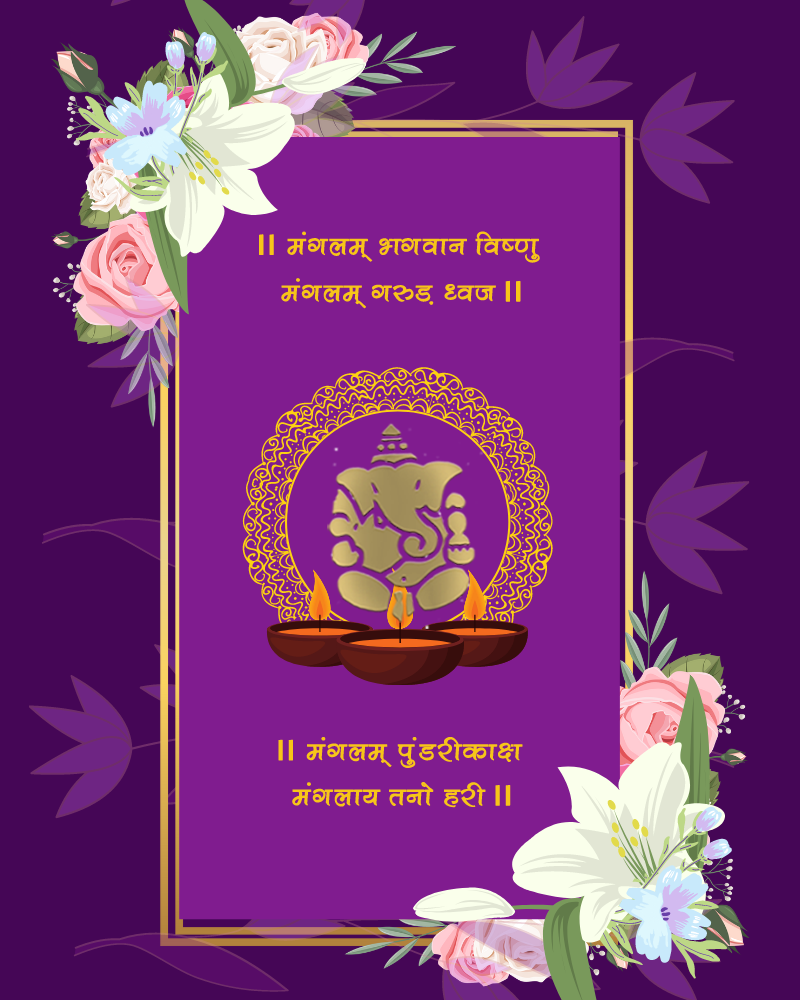 ॥ मंगलम् भगवान विष्णु
मंगलम् गरुड़ ध्वज ॥
॥ मंगलम् पुंडरीकाक्ष
मंगलाय तनो हरी ॥